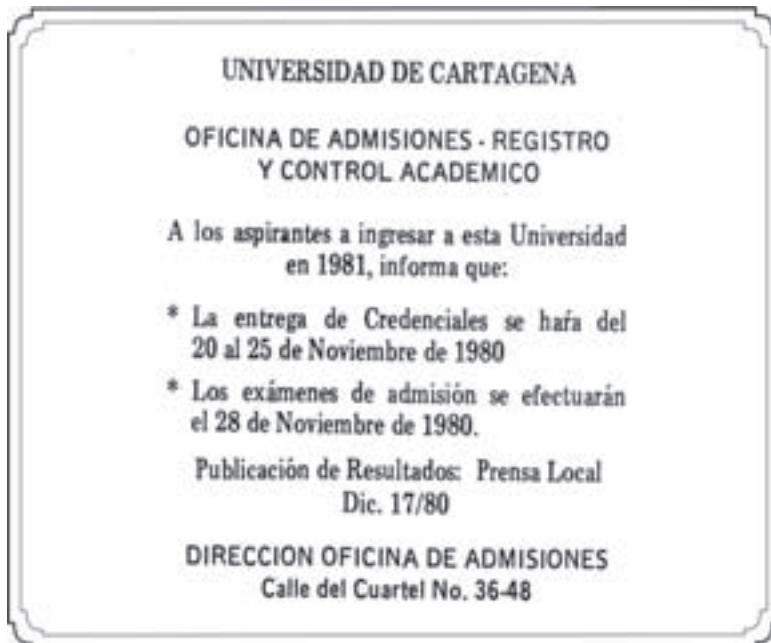 UNIVERSIDAD DE CARTAGENA
OFICINA DE ADMISIONES - REGISTRO
Y CONTROL ACADEMICO
A los aspirantes a ingresar a esta Universidad
en 1981, informa que:
* La entrega de Credenciales se hará del
20 al 25 de Noviembre de 1980
* Los exámenes de admisión se efectuarán
el 28 de Noviembre de 1980.
Publicación de Resultados: Prensa Local
Dic. 17/80
DIRECCION OFICINA DE ADMISIONES
Calle del Cuartel No. 36-48